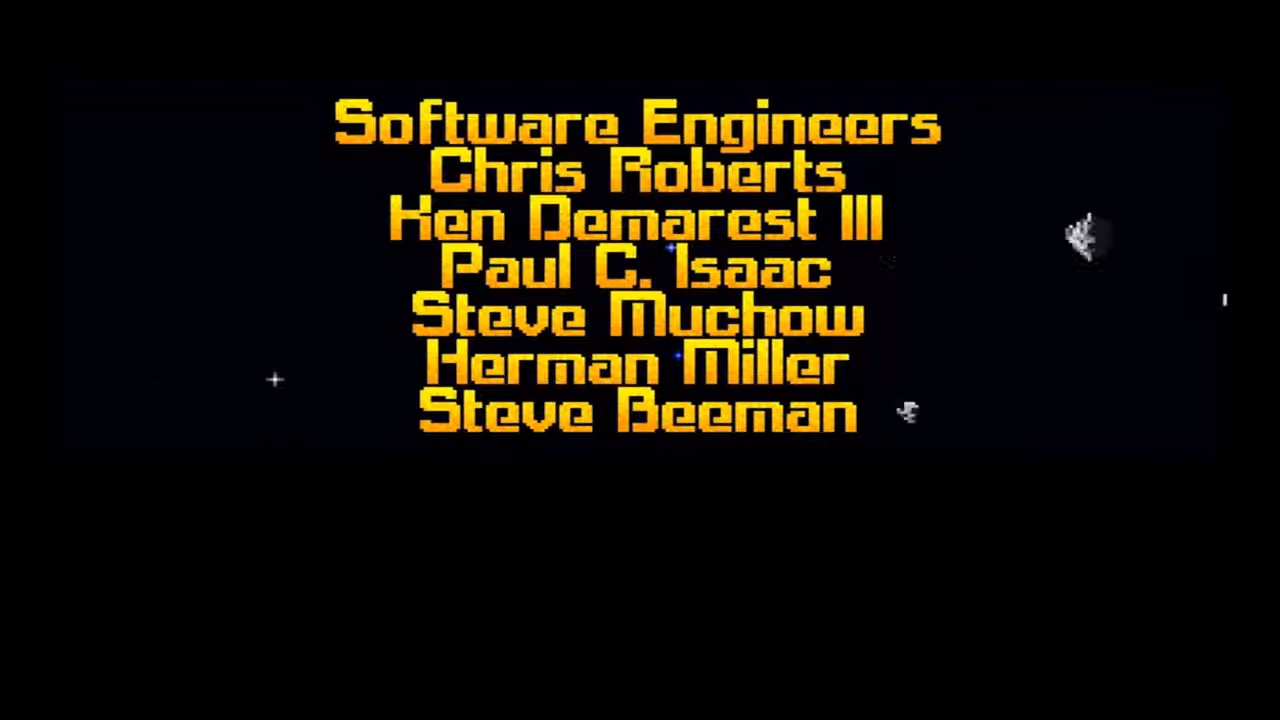 Software Engineers
Chris Roberts
Ken Demarest III
Paul C. Isaac
Steve Muchow
Herman Miller
Steve Beeman